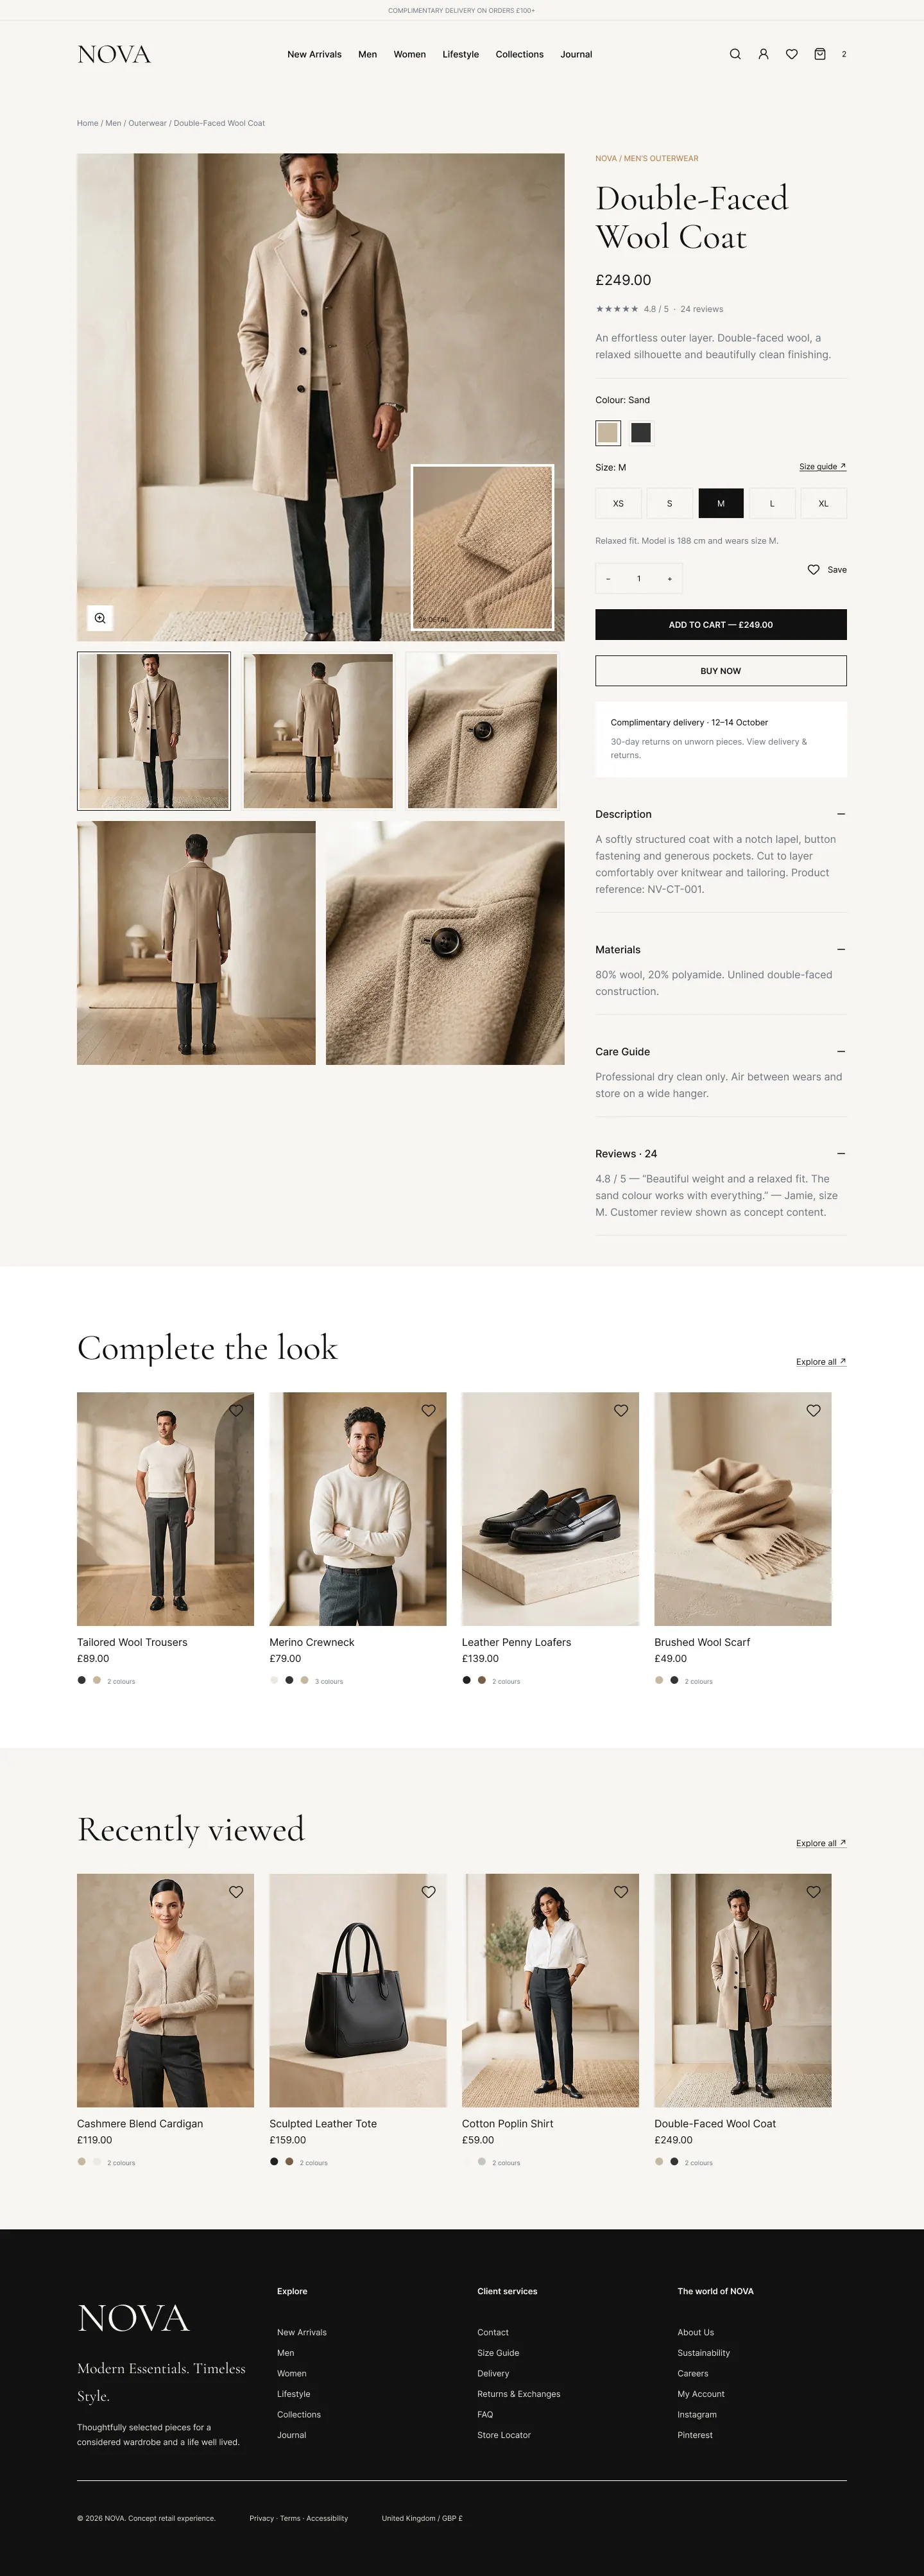 COMPLIMENTARY DELIVERY ON ORDERS £100+
NOVA
New Arrivals Men Women Lifestyle Collections Journal
2
Home / Men / Outerwear / Double-Faced Wool Coat
NOVA / MEN'S OUTERWEAR
Double-Faced
Wool Coat
£249.00
★★★★★ 4.8 / 5 · 24 reviews
An effortless outer layer. Double-faced wool, a
relaxed silhouette and beautifully clean finishing.
Colour: Sand
Size: M
Size guide ↗
XS S M L XL
Relaxed fit. Model is 188 cm and wears size M.
− 1 +
Save
ADD TO CART — £249.00
BUY NOW
Complimentary delivery · 12–14 October
30-day returns on unworn pieces. View delivery &
returns.
Description
A softly structured coat with a notch lapel, button
fastening and generous pockets. Cut to layer
comfortably over knitwear and tailoring. Product
reference: NV-CT-001.
Materials
80% wool, 20% polyamide. Unlined double-faced
construction.
Care Guide
Professional dry clean only. Air between wears and
store on a wide hanger.
Reviews · 24
4.8 / 5 — “Beautiful weight and a relaxed fit. The
sand colour works with everything.” — Jamie, size
M. Customer review shown as concept content.
Complete the look
Explore all ↗
Tailored Wool Trousers
£89.00
2 colours
Merino Crewneck
£79.00
3 colours
Leather Penny Loafers
£139.00
2 colours
Brushed Wool Scarf
£49.00
2 colours
Recently viewed
Explore all ↗
Cashmere Blend Cardigan
£119.00
2 colours
Sculpted Leather Tote
£159.00
2 colours
Cotton Poplin Shirt
£59.00
2 colours
Double-Faced Wool Coat
£249.00
2 colours
NOVA
Modern Essentials. Timeless
Style.
Thoughtfully selected pieces for a
considered wardrobe and a life well lived.
Explore
New Arrivals
Men
Women
Lifestyle
Collections
Journal
Client services
Contact
Size Guide
Delivery
Returns & Exchanges
FAQ
Store Locator
The world of NOVA
About Us
Sustainability
Careers
My Account
Instagram
Pinterest
© 2026 NOVA. Concept retail experience.
Privacy · Terms · Accessibility
United Kingdom / GBP £